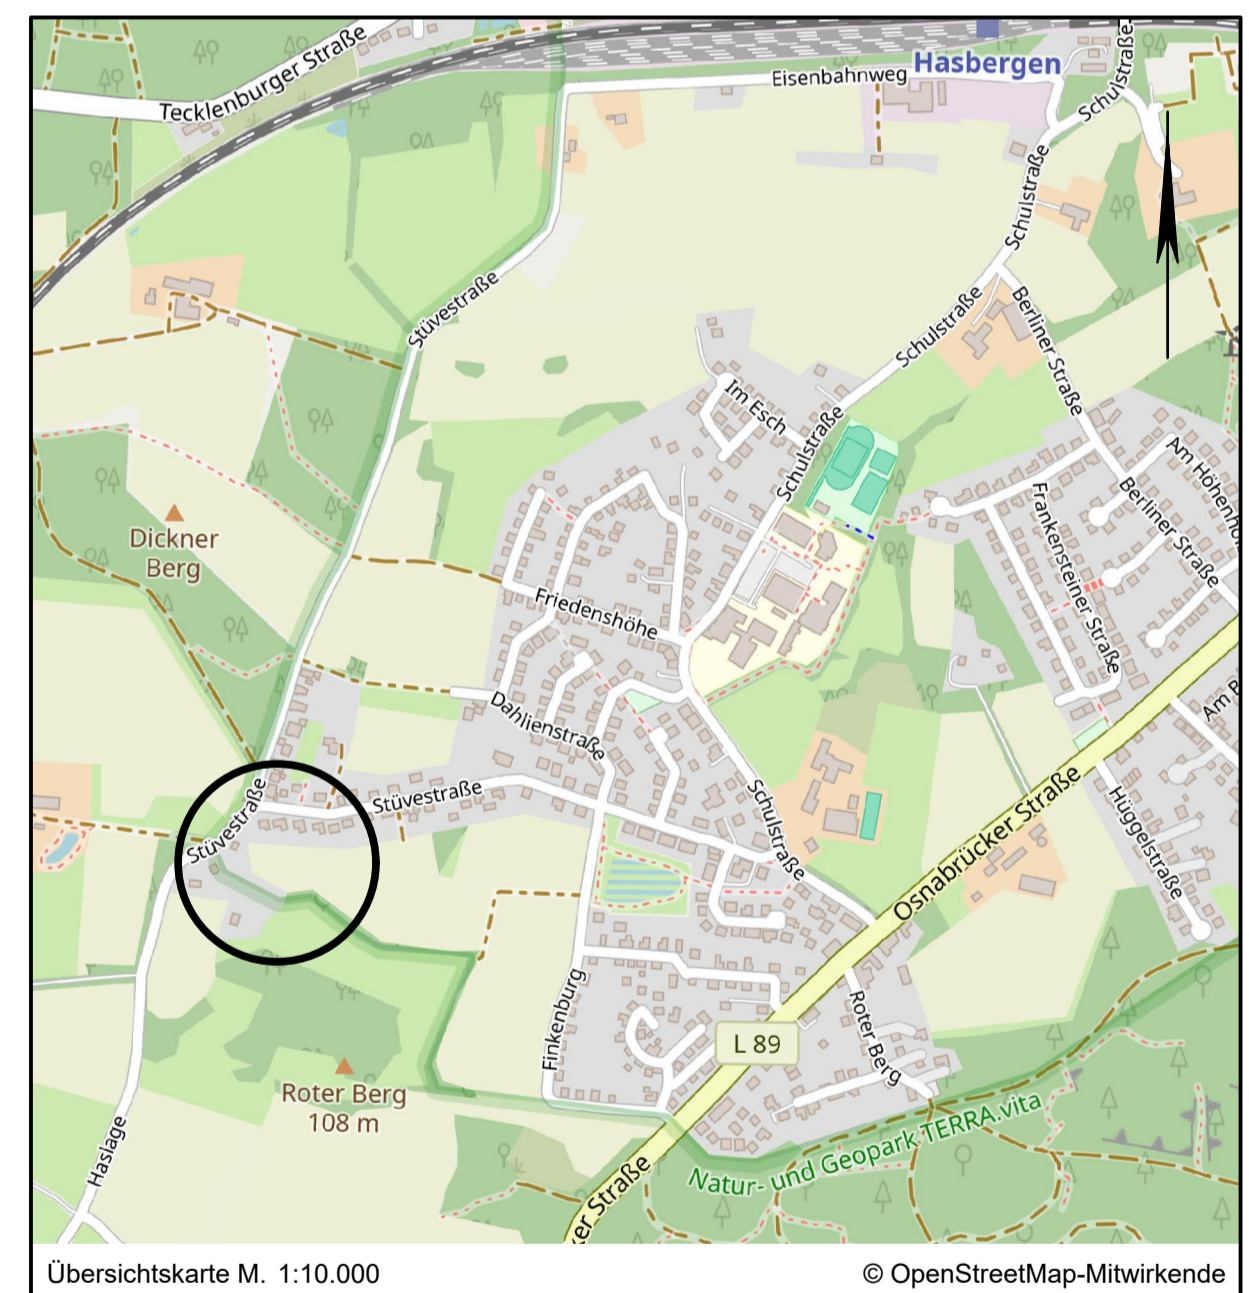 Tecklenburger Straße
Hasbergen
Eisenbahnweg
Schulstraße
Schulstraße
Stüvestraße
Schulstraße
Berliner Straße
Im Esch
Schulstraße
Am Höhenho
Berliner Straße
Frankensteiner Straße
Dickner
Berg
Friedenshöhe
Dahlienstraße
Am B
Stüvestraße
Stüvestraße
Schulstraße
Osnabrücker Straße
Hüggelstraße
Finkenburg
L 89
Roter Berg
Roter Berg
108 m
Haslage
Natur- und Geopark TERRA.vita
ker Straße
Übersichtskarte M. 1:10.000
© OpenStreetMap-Mitwirkende